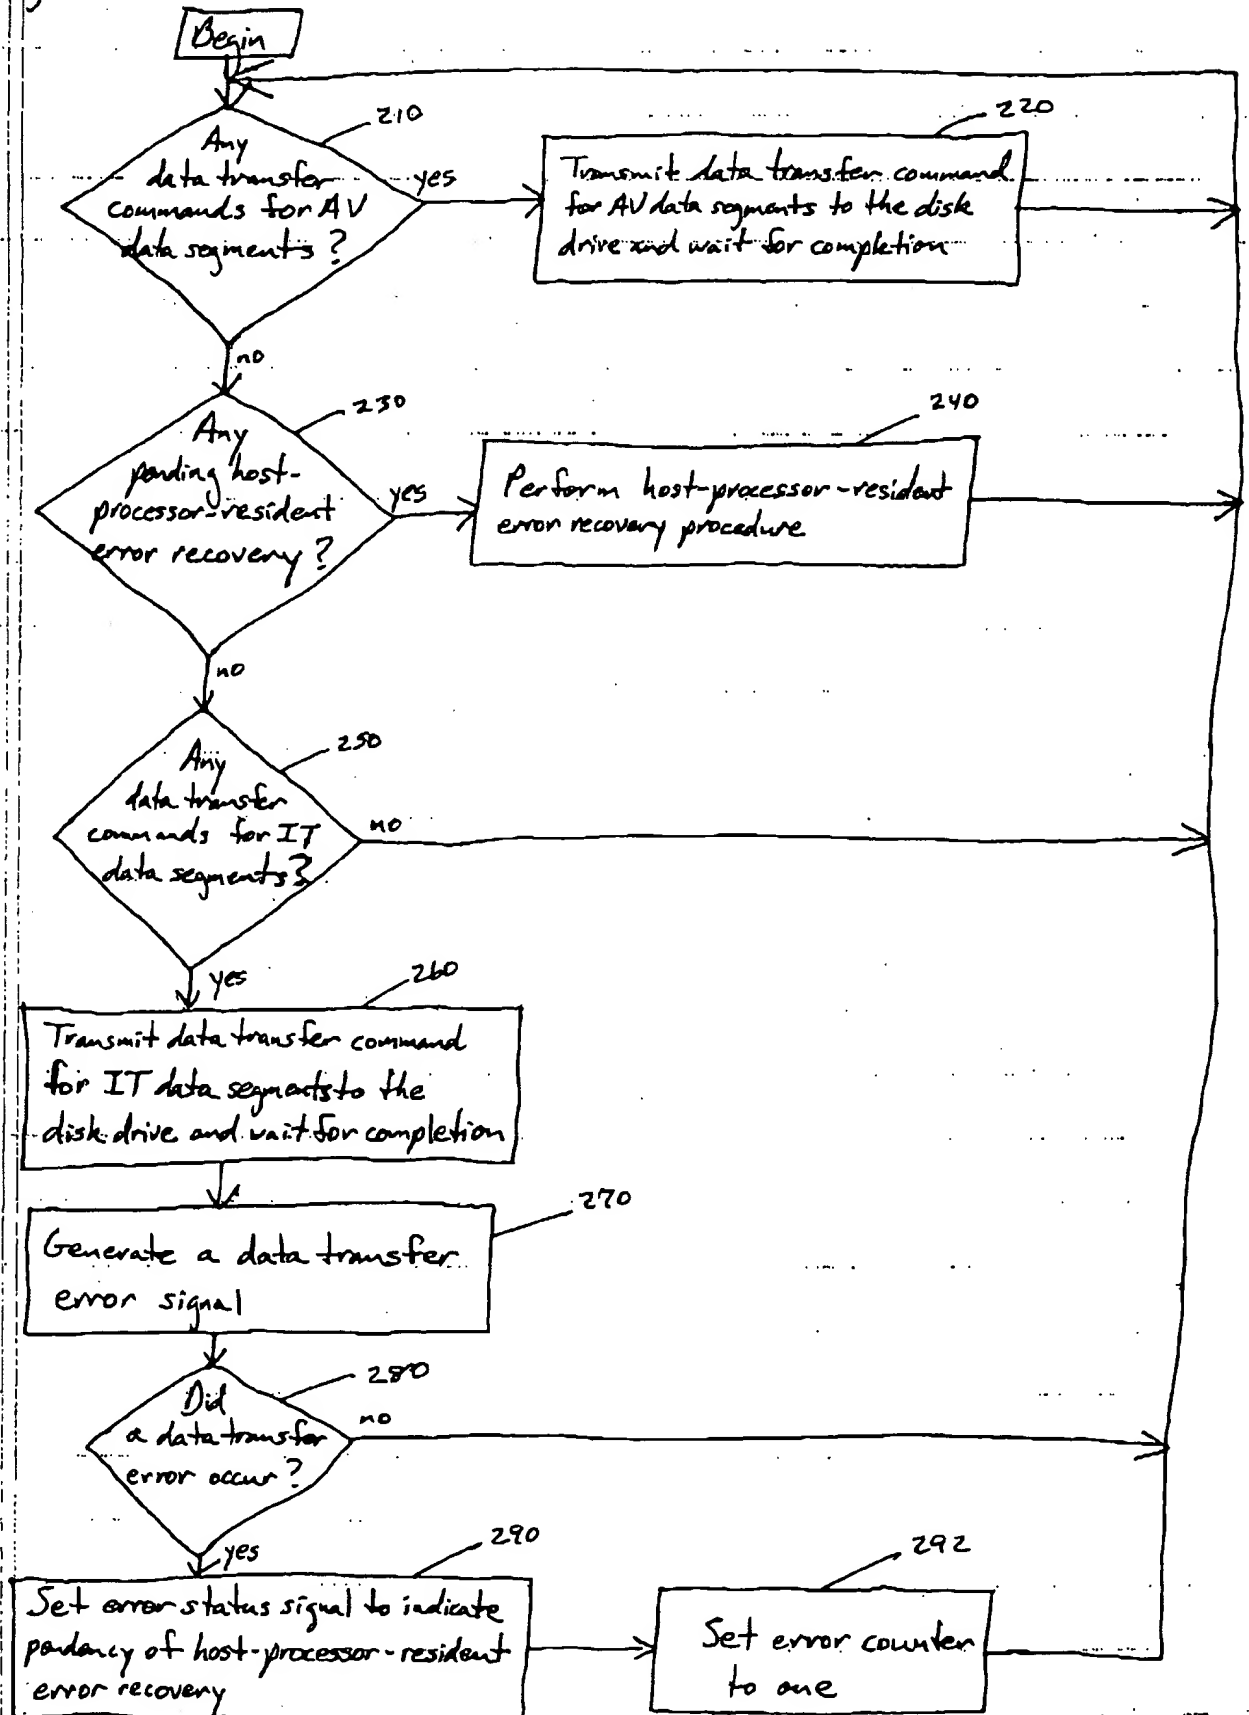 Begin
210
Any
data transfer
commands for AV
data segments?
yes
220
Transmit data transfer command
for AV data segments to the disk
drive and wait for completion
no
230
Any
pending host-
processor-resident
error recovery?
yes
240
Perform host-processor-resident
error recovery procedure
no
250
Any
data transfer
commands for IT
data segments?
no
yes
260
Transmit data transfer command
for IT data segments to the
disk drive and wait for completion
270
Generate a data transfer
error signal
280
Did
a data transfer
error occur?
no
yes
290
Set error status signal to indicate
pendancy of host-processor-resident
error recovery
292
Set error counter
to one